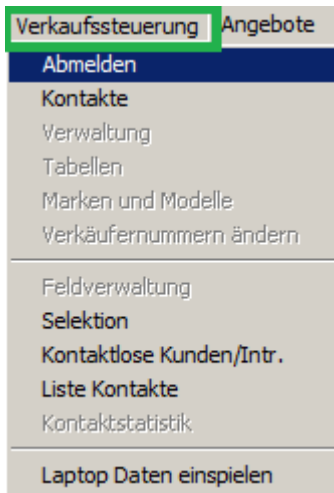 Verkaufssteuerung Angebote
Abmelden
Kontakte
Verwaltung
Tabellen
Marken und Modelle
Verkäufernummern ändern
Feldverwaltung
Selektion
Kontaktlose Kunden/Intr.
Liste Kontakte
Kontaktstatistik
Laptop Daten einspielen